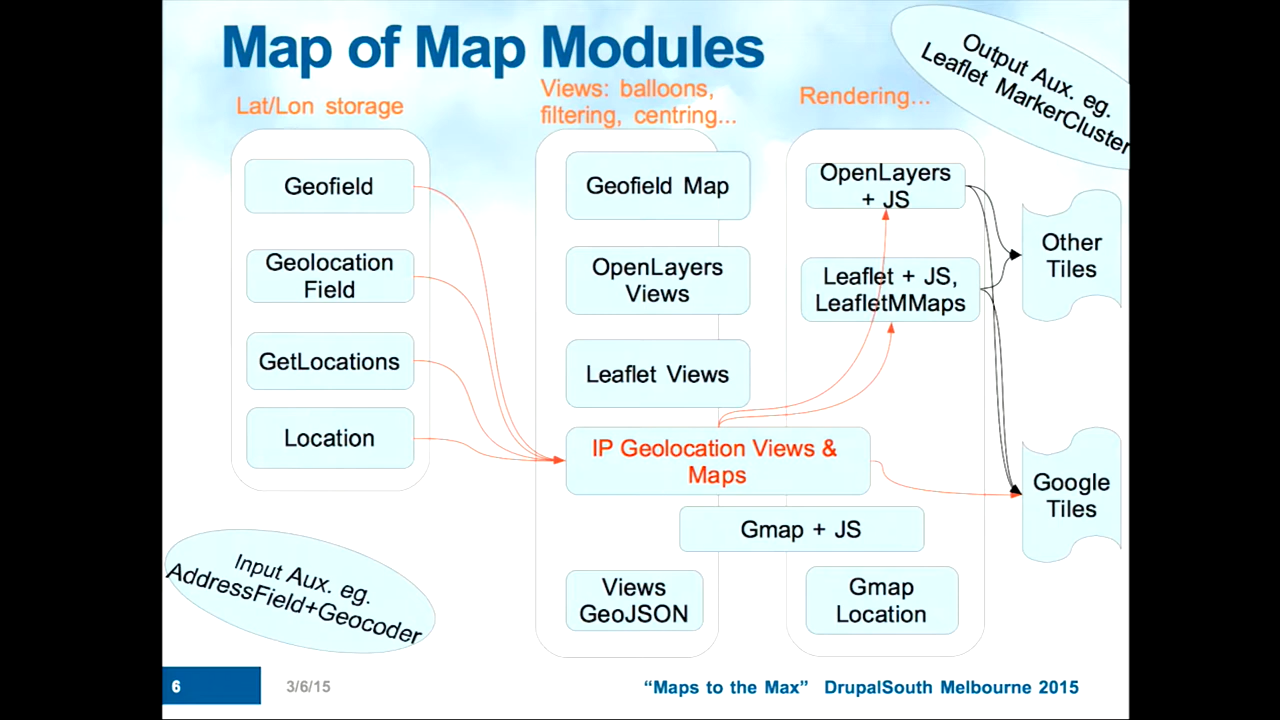 Map of Map Modules
Lat/Lon storage
Views: balloons,
filtering, centring...
Rendering...
Output Aux. eg.
Leaflet MarkerCluster
Geofield
Geolocation
Field
GetLocations
Location
Geofield Map
OpenLayers
Views
Leaflet Views
IP Geolocation Views &
Maps
Gmap + JS
Views
GeoJSON
OpenLayers
+ JS
Leaflet + JS,
LeafletMMaps
Gmap
Location
Other
Tiles
Google
Tiles
Input Aux. eg.
AddressField+Geocoder
6
3/6/15
“Maps to the Max” DrupalSouth Melbourne 2015